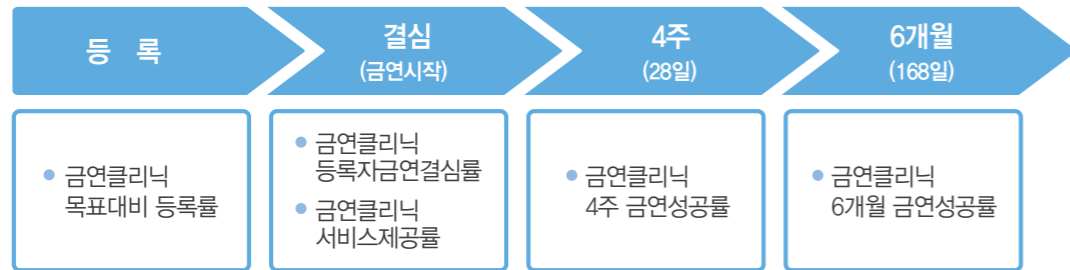 등 록
결심
(금연시작)
4주
(28일)
6개월
(168일)
• 금연클리닉
목표대비 등록률
• 금연클리닉
등록자금연결심률
• 금연클리닉
서비스제공률
• 금연클리닉
4주 금연성공률
• 금연클리닉
6개월 금연성공률